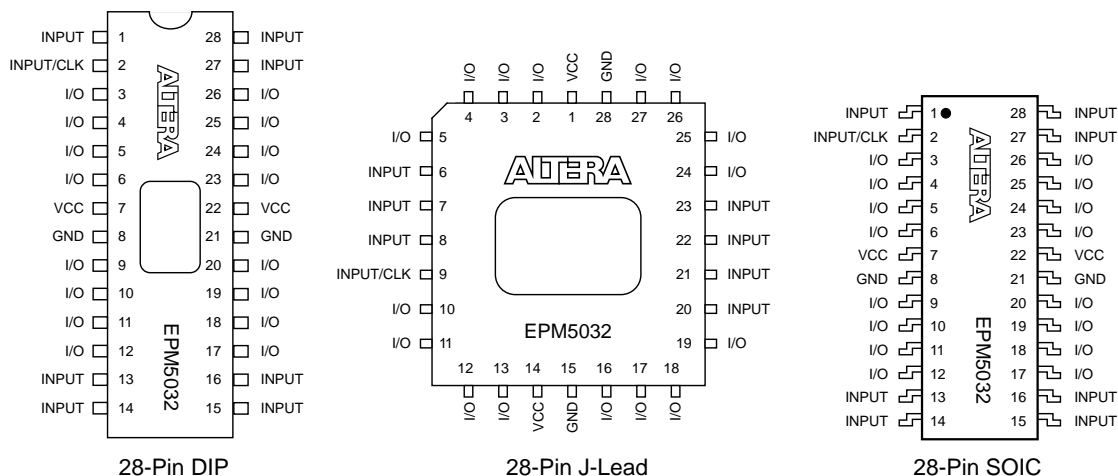 INPUT 1 28 INPUT
INPUT/CLK 2 27 INPUT
I/O 3 26 I/O
I/O 4 25 I/O
I/O 5 24 I/O
I/O 6 23 I/O
VCC 7 22 VCC
GND 8 21 GND
I/O 9 20 I/O
I/O 10 19 I/O
I/O 11 18 I/O
I/O 12 17 I/O
INPUT 13 16 INPUT
INPUT 14 15 INPUT
ALTERA
EPM5032
28-Pin DIP
I/O I/O I/O VCC GND I/O I/O
4 3 2 1 28 27 26
I/O 5 25 I/O
INPUT 6 24 I/O
INPUT 7 23 INPUT
INPUT 8 22 INPUT
INPUT/CLK 9 21 INPUT
I/O 10 20 INPUT
I/O 11 19 I/O
ALTERA
EPM5032
12 13 14 15 16 17 18
I/O I/O VCC GND I/O I/O I/O
28-Pin J-Lead
INPUT 1 28 INPUT
INPUT/CLK 2 27 INPUT
I/O 3 26 I/O
I/O 4 25 I/O
I/O 5 24 I/O
I/O 6 23 I/O
VCC 7 22 VCC
GND 8 21 GND
I/O 9 20 I/O
I/O 10 19 I/O
I/O 11 18 I/O
I/O 12 17 I/O
INPUT 13 16 INPUT
INPUT 14 15 INPUT
ALTERA
EPM5032
28-Pin SOIC